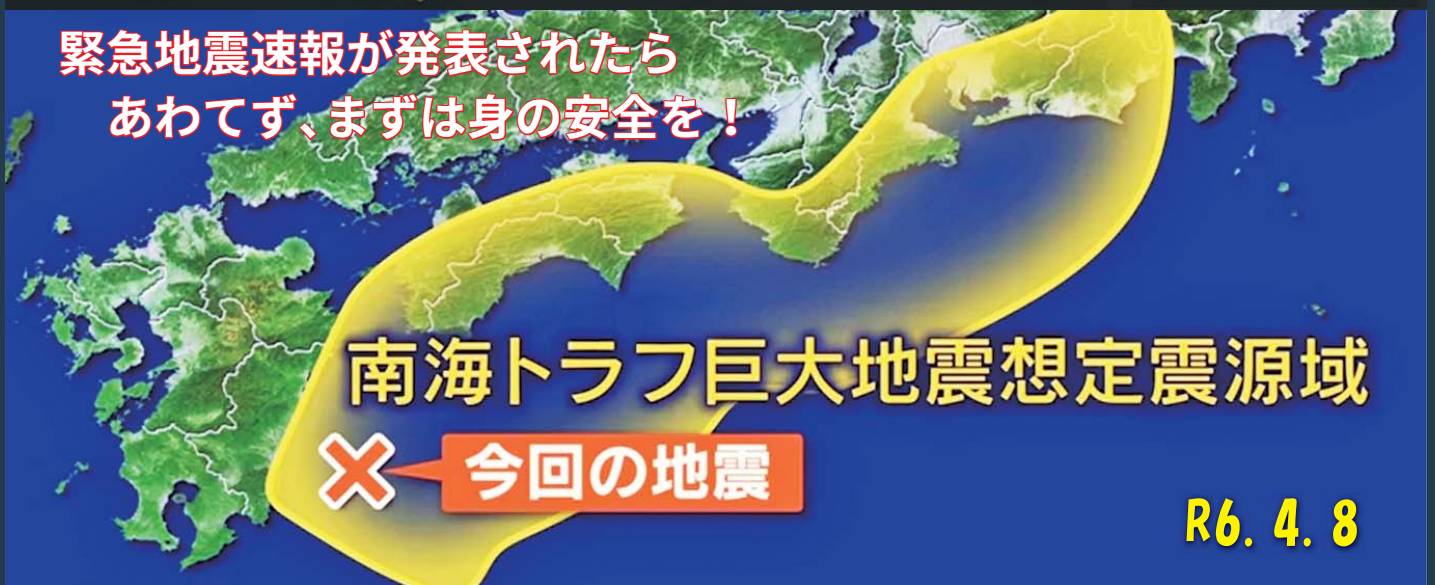 緊急地震速報が発表されたら
あわてず、まずは身の安全を！
南海トラフ巨大地震想定震源域
今回の地震
R6. 4. 8